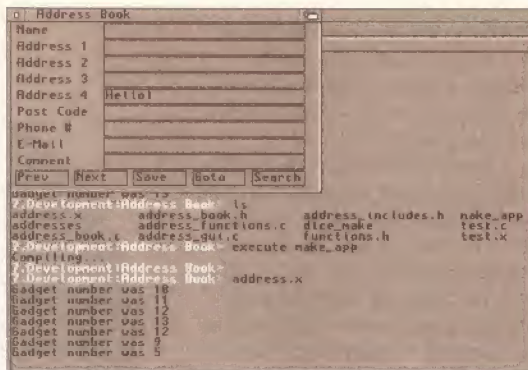 Address Book
Name
Address 1
Address 2
Address 3
Address 4 Hello!
Post Code
Phone #
E-Mail
Comment
Prev Next Save Goto Search
Gadget number was 13
7.Development:Address Book> ls
address.x address_book.h address_includes.h make_app
addresses address_functions.c dice_make test.c
address_book.c address_gui.c functions.h test.x
7.Development:Address Book> execute make_app
Compiling...
7.Development:Address Book>
7.Development:Address Book> address.x
Gadget number was 10
Gadget number was 11
Gadget number was 12
Gadget number was 13
Gadget number was 12
Gadget number was 9
Gadget number was 5